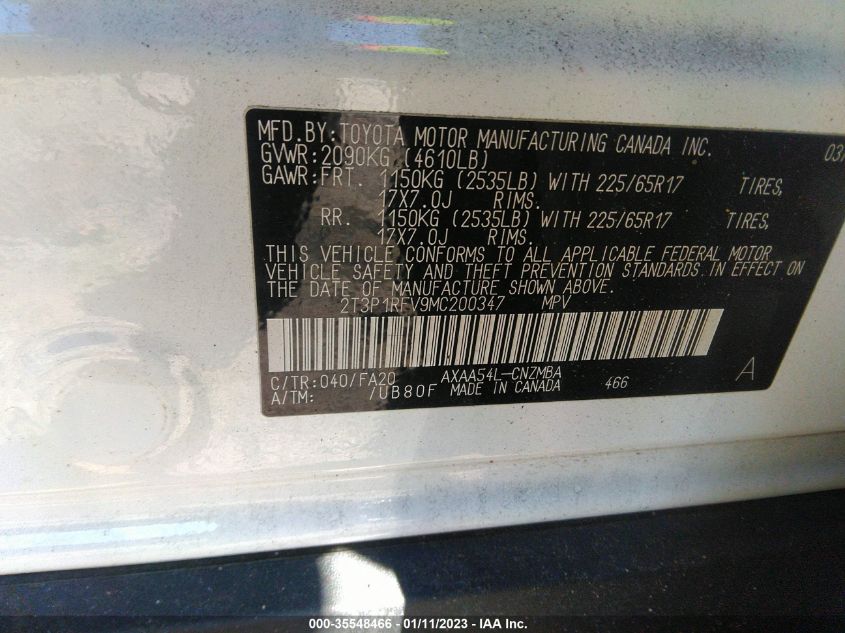 MFD.BY:TOYOTA MOTOR MANUFACTURING CANADA INC. 03/
GVWR:2090KG (4610LB)
GAWR:FRT. 1150KG (2535LB) WITH 225/65R17 TIRES,
17X7.0J RIMS.
RR. 1150KG (2535LB) WITH 225/65R17 TIRES,
17X7.0J RIMS.
THIS VEHICLE CONFORMS TO ALL APPLICABLE FEDERAL MOTOR
VEHICLE SAFETY AND THEFT PREVENTION STANDARDS IN EFFECT ON
THE DATE OF MANUFACTURE SHOWN ABOVE.
2T3P1RFV9MC200347 MPV
C/TR:040/FA20 AXAA54L-CNZMBA 466 A
A/TM: /UB80F MADE IN CANADA
000-35548466 - 01/11/2023 - IAA Inc.